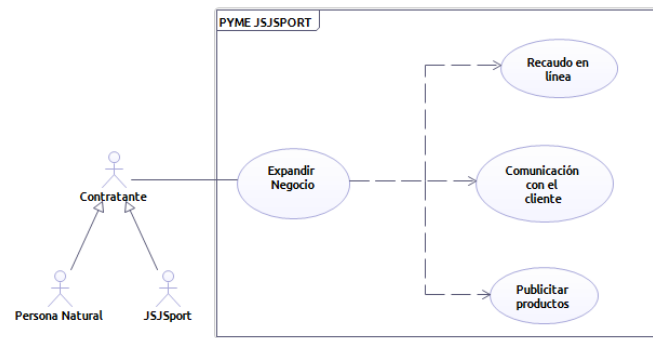 PYME JSJSPORT
Recaudo en
línea
Expandir
Negocio
Comunicación
con el
cliente
Contratante
Publicitar
productos
Persona Natural
JSJSport